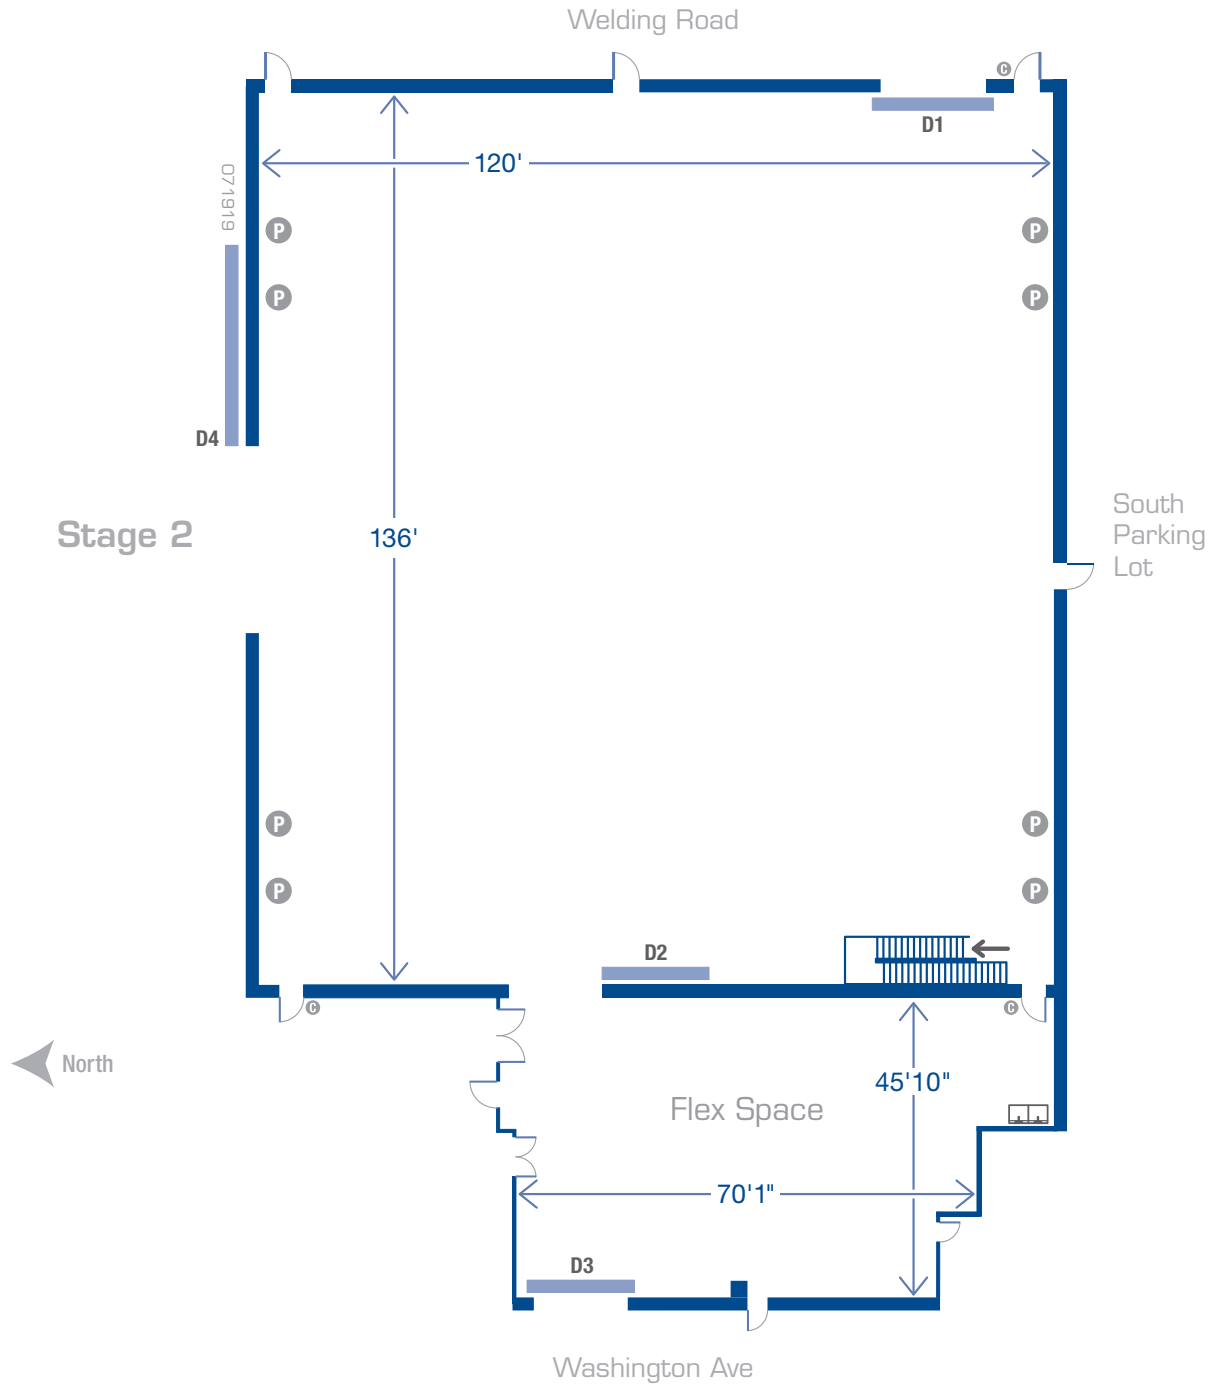 Welding Road
C
D1
120'
071919
P
P
P
P
D4
Stage 2
136'
South
Parking
Lot
P
P
P
P
D2
C
C
North
45'10"
Flex Space
70'1"
D3
Washington Ave